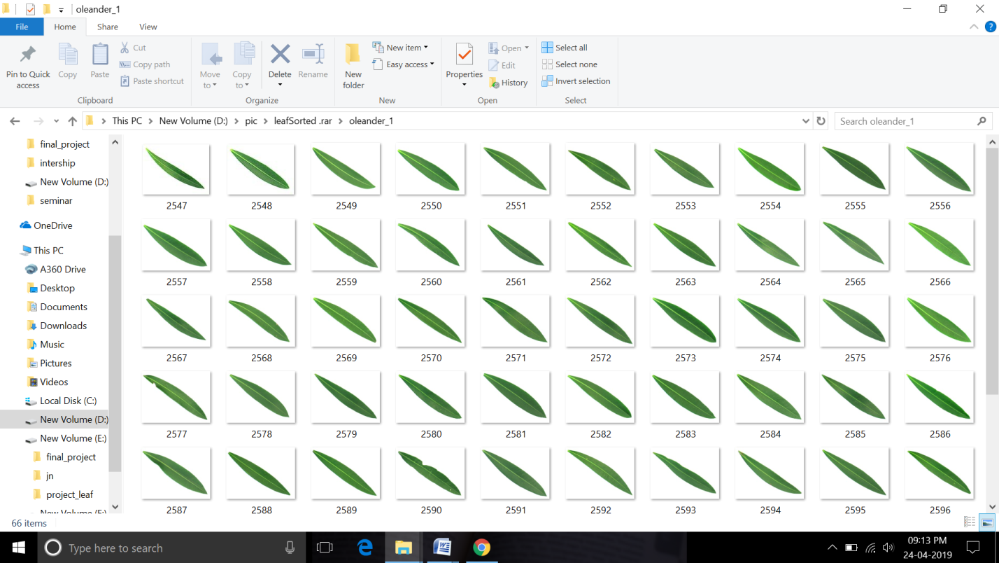 oleander_1
File Home Share View
Pin to Quick access
Copy
Paste
Cut
Copy path
Paste shortcut
Clipboard
Move to
Copy to
Delete
Rename
Organize
New folder
New item
Easy access
New
Properties
Open
Edit
History
Open
Select all
Select none
Invert selection
Select
This PC > New Volume (D:) > pic > leafSorted .rar > oleander_1
Search oleander_1
final_project
intership
New Volume (D:)
seminar
OneDrive
This PC
A360 Drive
Desktop
Documents
Downloads
Music
Pictures
Videos
Local Disk (C:)
New Volume (D:)
New Volume (E:)
final_project
jn
project_leaf
New Volume (F:)
2547 2548 2549 2550 2551 2552 2553 2554 2555 2556
2557 2558 2559 2560 2561 2562 2563 2564 2565 2566
2567 2568 2569 2570 2571 2572 2573 2574 2575 2576
2577 2578 2579 2580 2581 2582 2583 2584 2585 2586
2587 2588 2589 2590 2591 2592 2593 2594 2595 2596
66 items
Type here to search
09:13 PM
24-04-2019